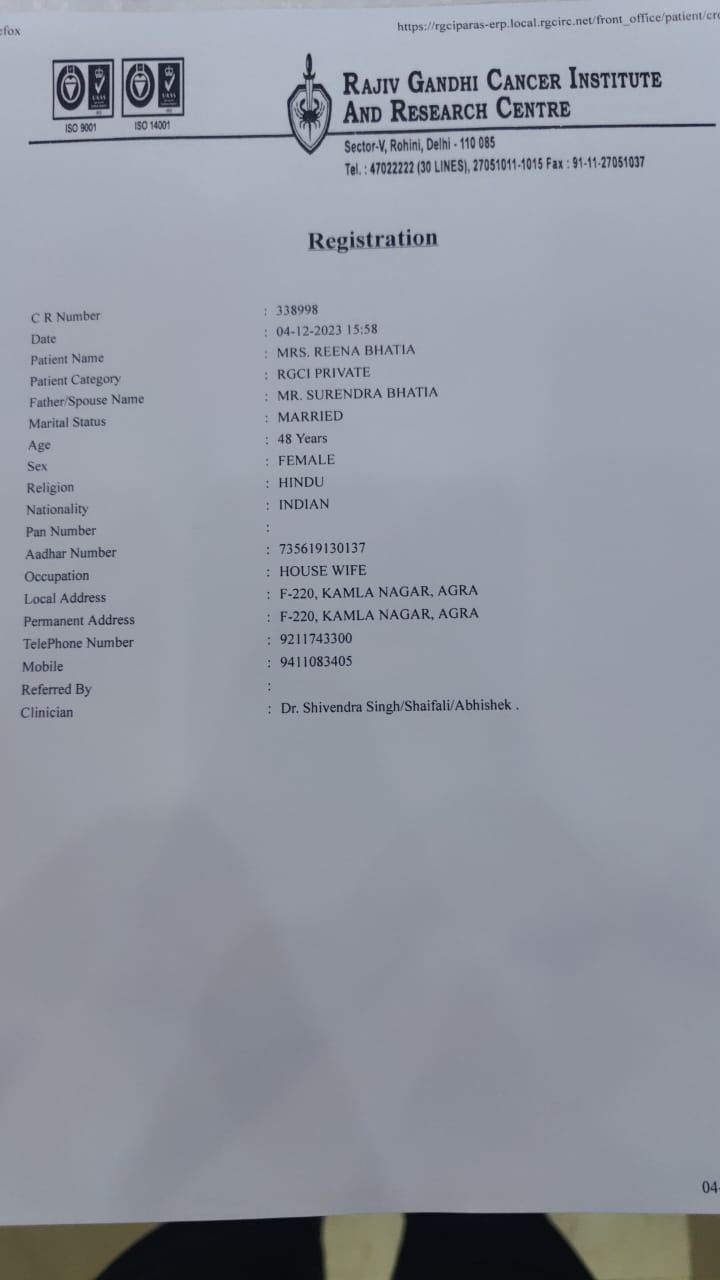 efox
https://rgciparas-erp.local.rgcirc.net/front_office/patient/cr
ISO 9001
ISO 14001
RAJIV GANDHI CANCER INSTITUTE
AND RESEARCH CENTRE
Sector-V, Rohini, Delhi - 110 085
Tel. : 47022222 (30 LINES), 27051011-1015 Fax : 91-11-27051037
Registration
C R Number : 338998
Date : 04-12-2023 15:58
Patient Name : MRS. REENA BHATIA
Patient Category : RGCI PRIVATE
Father/Spouse Name : MR. SURENDRA BHATIA
Marital Status : MARRIED
Age : 48 Years
Sex : FEMALE
Religion : HINDU
Nationality : INDIAN
Pan Number :
Aadhar Number : 735619130137
Occupation : HOUSE WIFE
Local Address : F-220, KAMLA NAGAR, AGRA
Permanent Address : F-220, KAMLA NAGAR, AGRA
TelePhone Number : 9211743300
Mobile : 9411083405
Referred By :
Clinician : Dr. Shivendra Singh/Shaifali/Abhishek .
04-